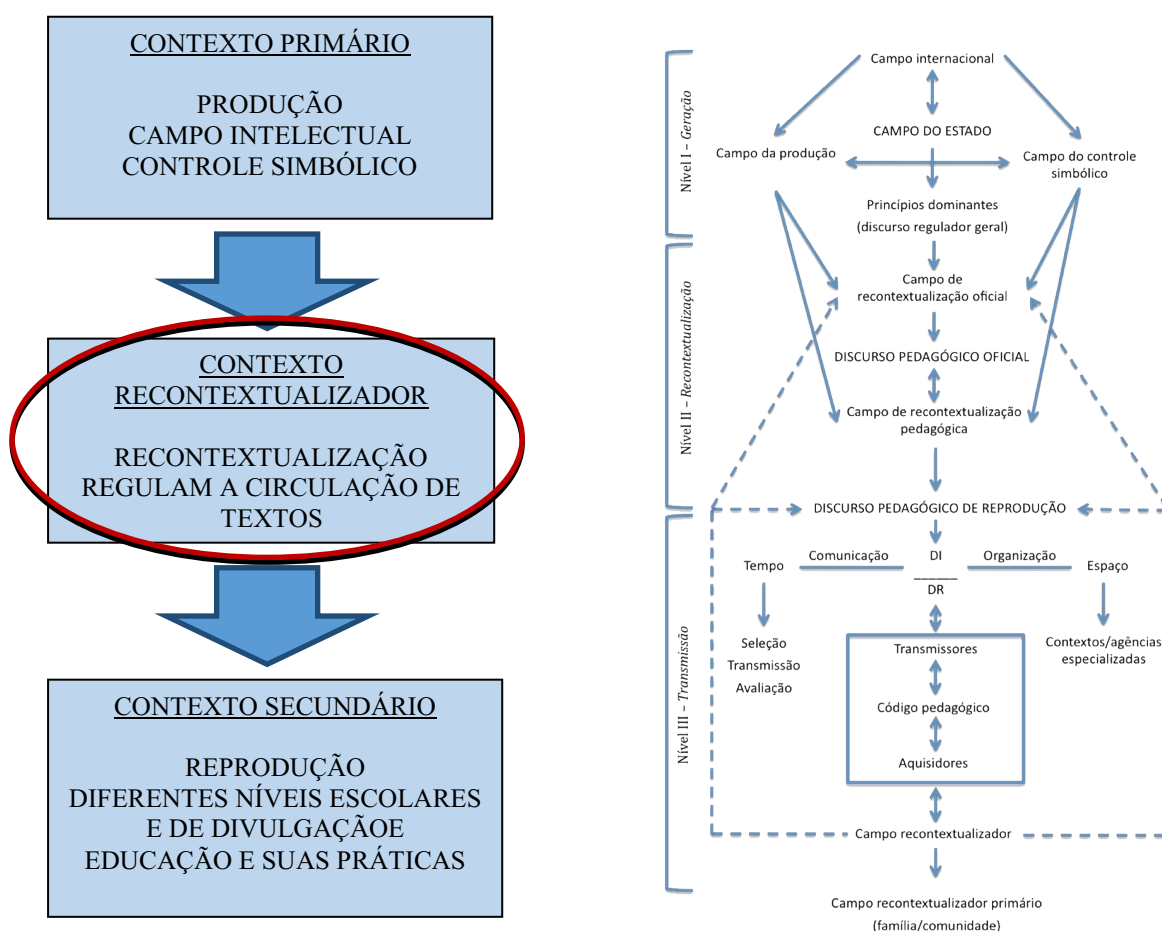 CONTEXTO PRIMÁRIO
PRODUÇÃO
CAMPO INTELECTUAL
CONTROLE SIMBÓLICO
CONTEXTO
RECONTEXTUALIZADOR
RECONTEXTUALIZAÇÃO
REGULAM A CIRCULAÇÃO DE
TEXTOS
CONTEXTO SECUNDÁRIO
REPRODUÇÃO
DIFERENTES NÍVEIS ESCOLARES
E DE DIVULGAÇÃOE
EDUCAÇÃO E SUAS PRÁTICAS
Nível I – Geração
Campo internacional
CAMPO DO ESTADO
Campo da produção
Campo do controle
simbólico
Princípios dominantes
(discurso regulador geral)
Nível II – Recontextualização
Campo de
recontextualização oficial
DISCURSO PEDAGÓGICO OFICIAL
Campo de recontextualização
pedagógica
DISCURSO PEDAGÓGICO DE REPRODUÇÃO
Nível III – Transmissão
Tempo
Comunicação
DI
DR
Organização
Espaço
Seleção
Transmissão
Avaliação
Transmissores
Código pedagógico
Aquisidores
Contextos/agências
especializadas
Campo recontextualizador
Campo recontextualizador primário
(família/comunidade)